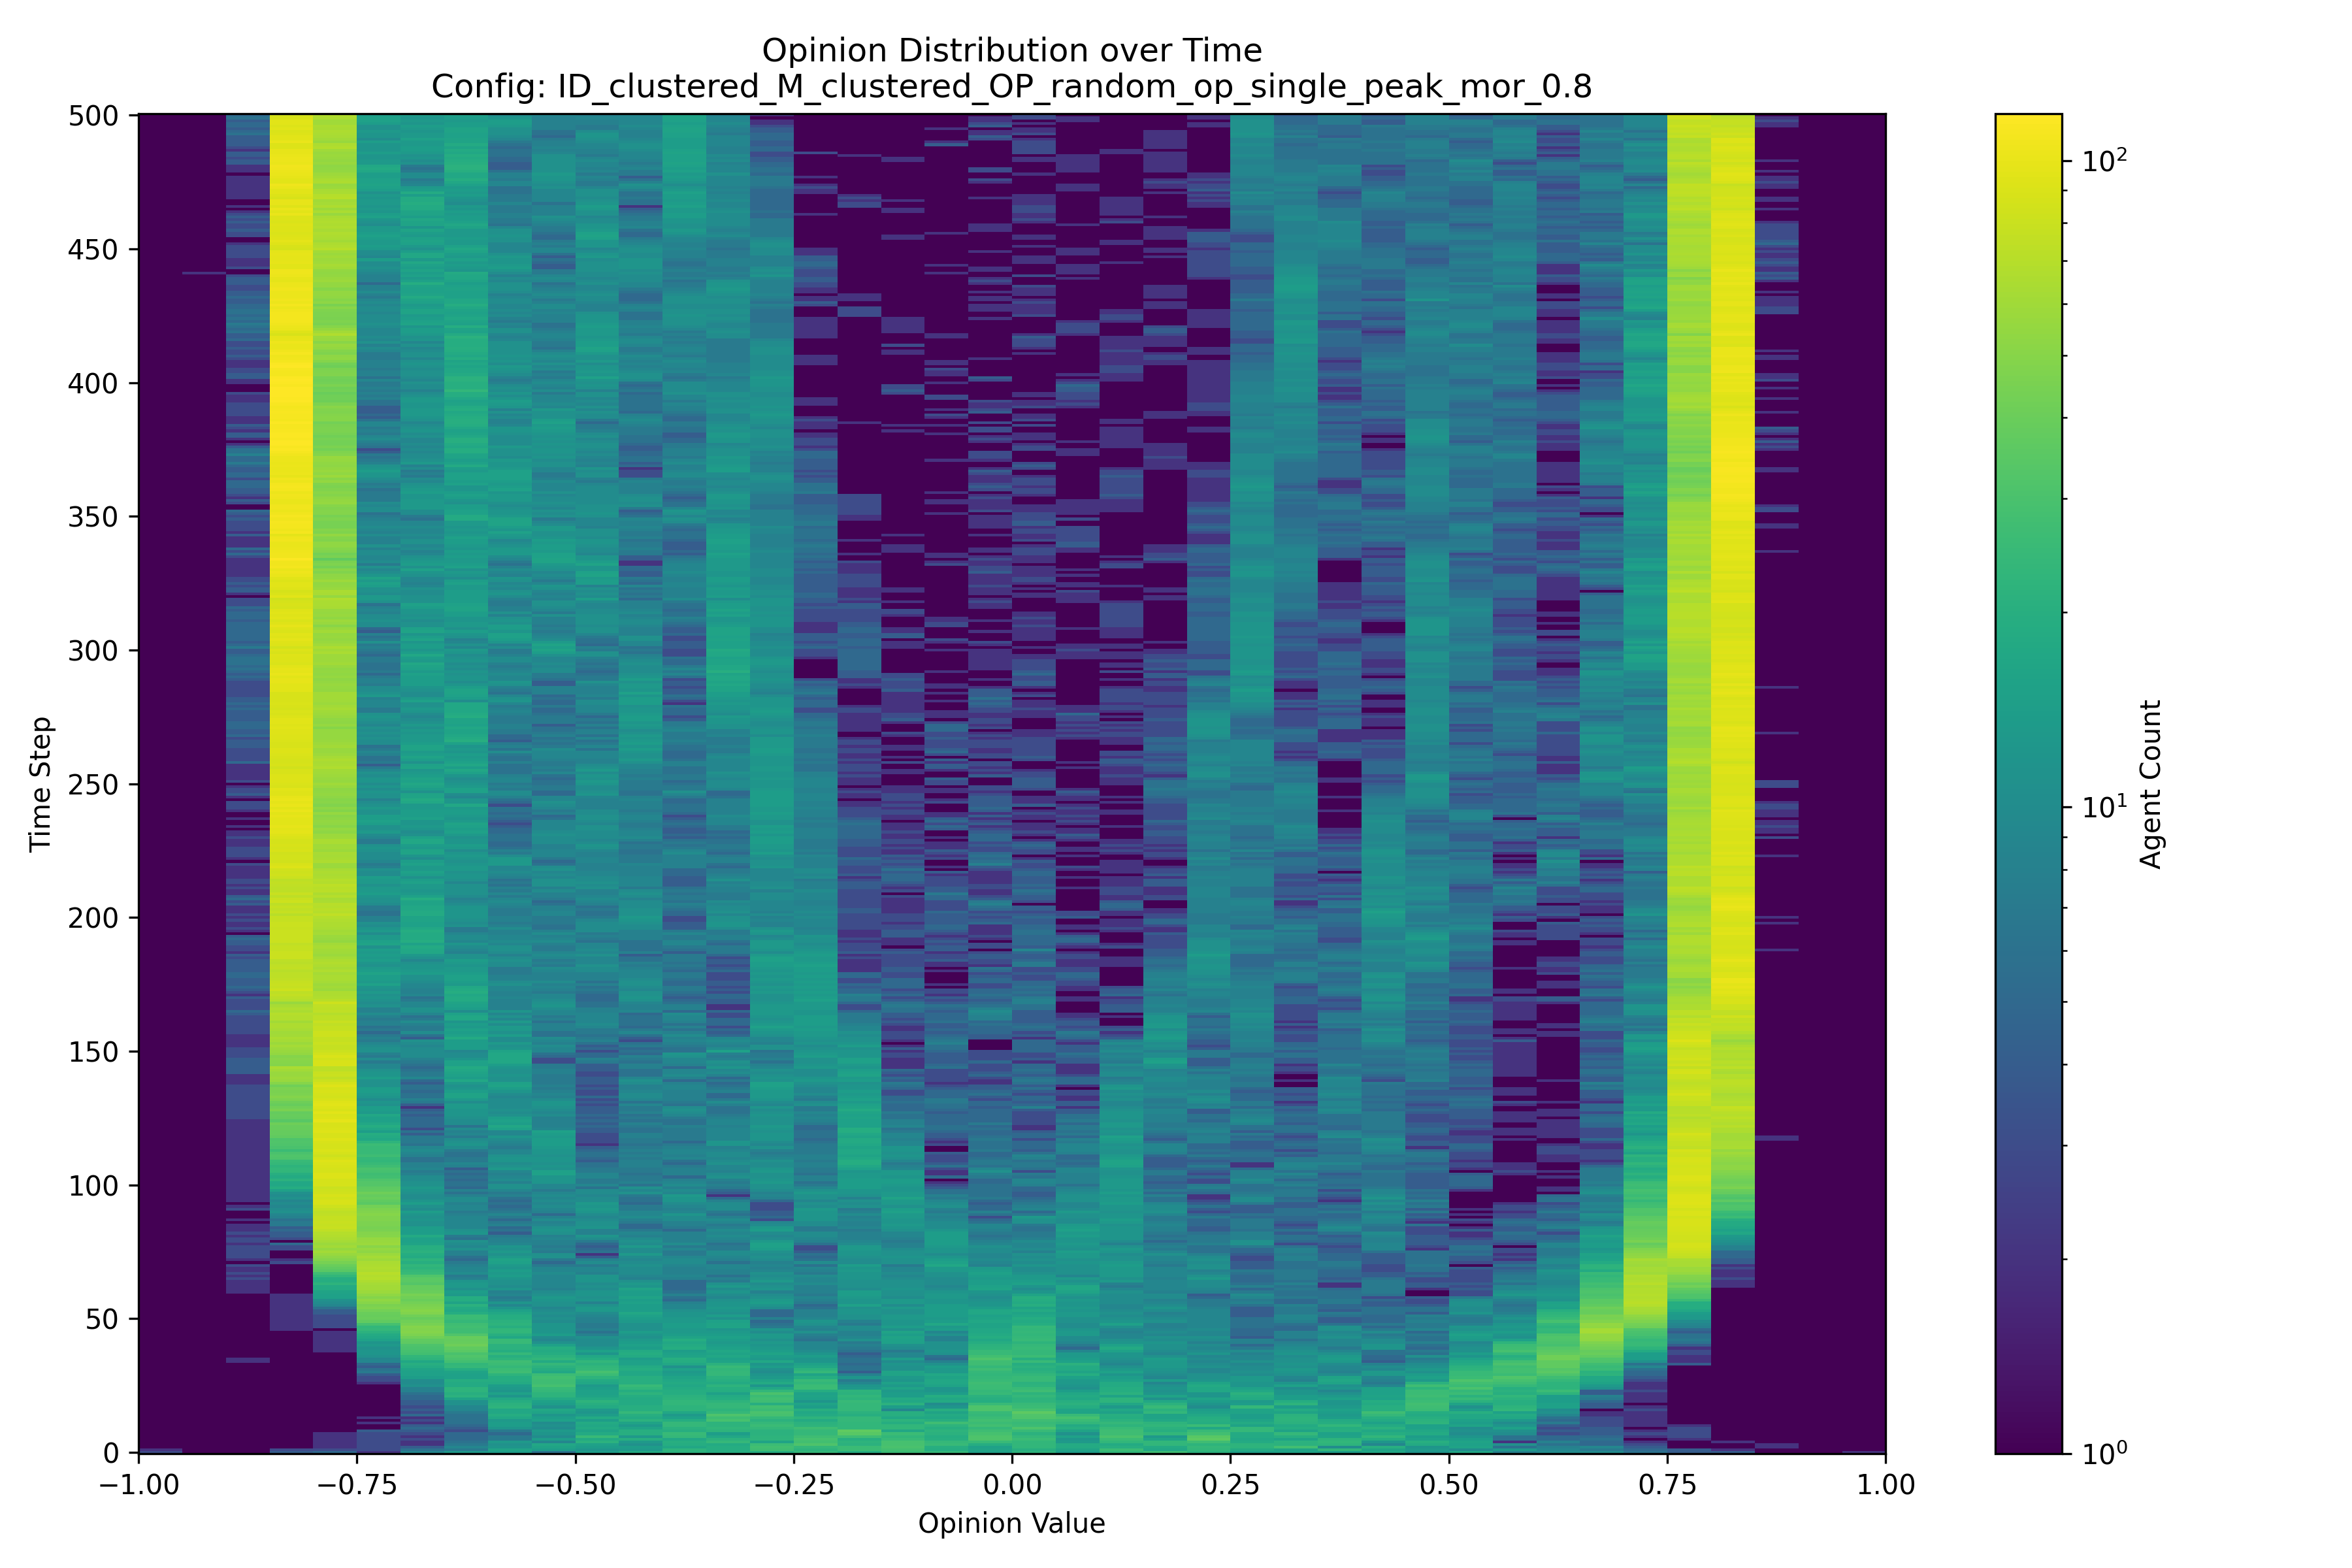 Opinion Distribution over Time
Config: ID_clustered_M_clustered_OP_random_op_single_peak_mor_0.8
500
450
400
350
300
250
200
150
100
50
0
Time Step
−1.00 −0.75 −0.50 −0.25 0.00 0.25 0.50 0.75 1.00
Opinion Value
10²
10¹
10⁰
Agent Count